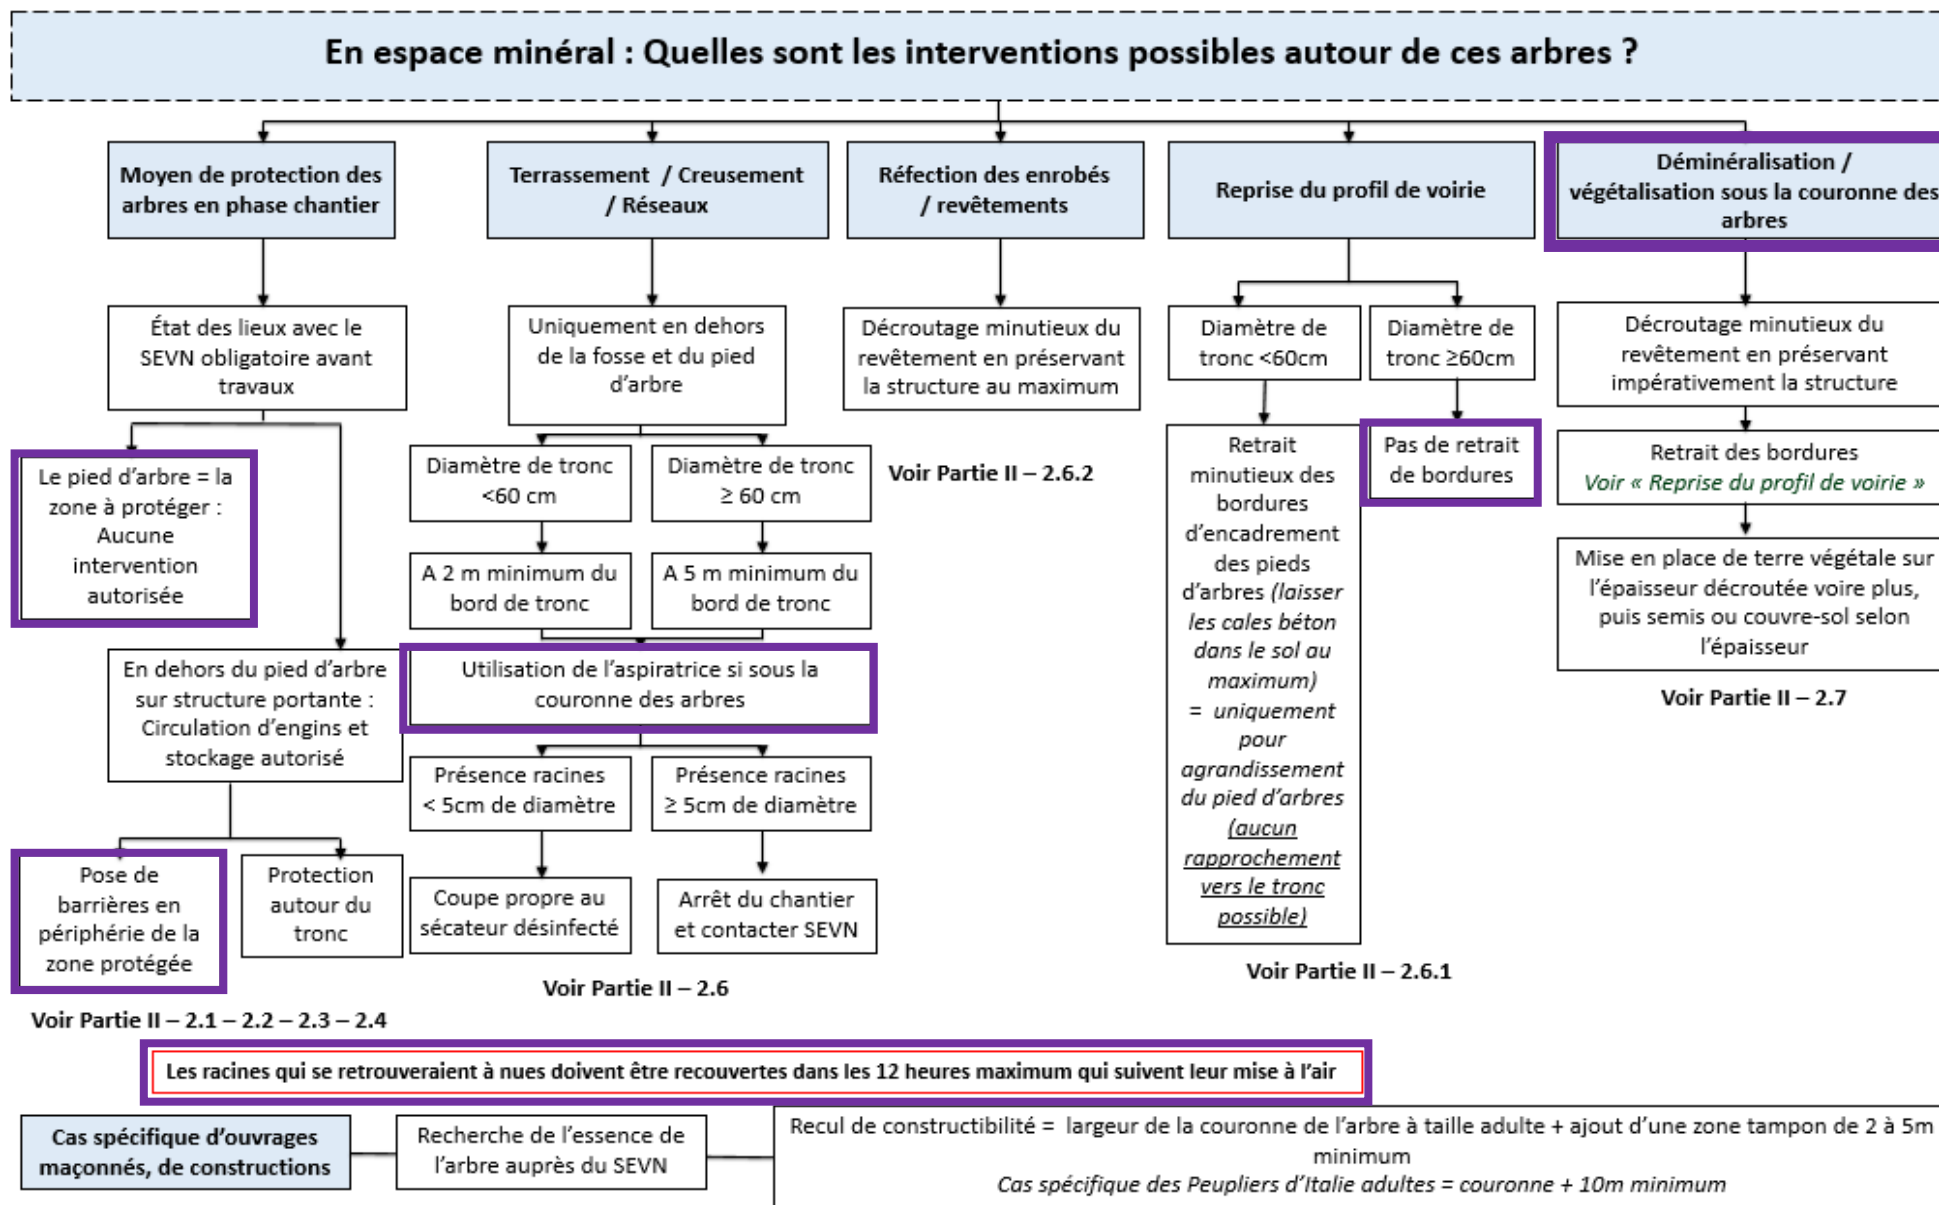 En espace minéral : Quelles sont les interventions possibles autour de ces arbres ?
Moyen de protection des
arbres en phase chantier
État des lieux avec le
SEVN obligatoire avant
travaux
Le pied d’arbre = la
zone à protéger :
Aucune
intervention
autorisée
En dehors du pied d’arbre
sur structure portante :
Circulation d’engins et
stockage autorisé
Pose de
barrières en
périphérie de la
zone protégée
Protection
autour du
tronc
Voir Partie II – 2.1 – 2.2 – 2.3 – 2.4
Terrassement / Creusement
/ Réseaux
Uniquement en dehors
de la fosse et du pied
d’arbre
Diamètre de tronc
<60 cm
Diamètre de tronc
≥ 60 cm
A 2 m minimum du
bord de tronc
A 5 m minimum du
bord de tronc
Utilisation de l’aspiratrice si sous la
couronne des arbres
Présence racines
< 5cm de diamètre
Présence racines
≥ 5cm de diamètre
Coupe propre au
sécateur désinfecté
Arrêt du chantier
et contacter SEVN
Voir Partie II – 2.6
Réfection des enrobés
/ revêtements
Décroutage minutieux du
revêtement en préservant
la structure au maximum
Voir Partie II – 2.6.2
Reprise du profil de voirie
Diamètre de
tronc <60cm
Diamètre de
tronc ≥60cm
Retrait
minutieux des
bordures
d’encadrement
des pieds
d’arbres (laisser
les cales béton
dans le sol au
maximum)
= uniquement
pour
agrandissement
du pied d’arbres
(aucun
rapprochement
vers le tronc
possible)
Pas de retrait
de bordures
Voir Partie II – 2.6.1
Déminéralisation /
végétalisation sous la couronne des
arbres
Décroutage minutieux du
revêtement en préservant
impérativement la structure
Retrait des bordures
Voir « Reprise du profil de voirie »
Mise en place de terre végétale sur
l’épaisseur décroutée voire plus,
puis semis ou couvre-sol selon
l’épaisseur
Voir Partie II – 2.7
Les racines qui se retrouveraient à nues doivent être recouvertes dans les 12 heures maximum qui suivent leur mise à l’air
Cas spécifique d’ouvrages
maçonnés, de constructions
Recherche de l’essence de
l’arbre auprès du SEVN
Recul de constructibilité = largeur de la couronne de l’arbre à taille adulte + ajout d’une zone tampon de 2 à 5m
minimum
Cas spécifique des Peupliers d’Italie adultes = couronne + 10m minimum